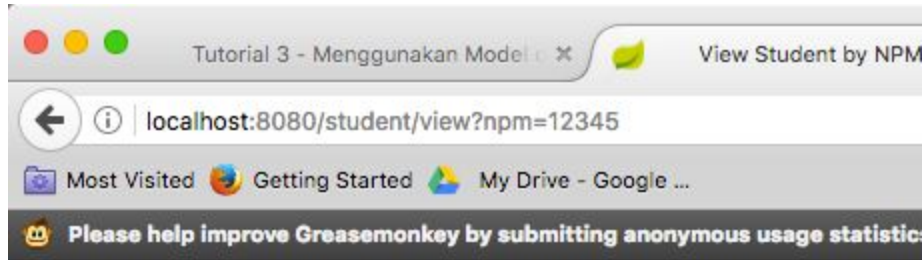 Tutorial 3 - Menggunakan Model
View Student by NPM
localhost:8080/student/view?npm=12345
Most Visited Getting Started My Drive - Google ...
Please help improve Greasemonkey by submitting anonymous usage statistics